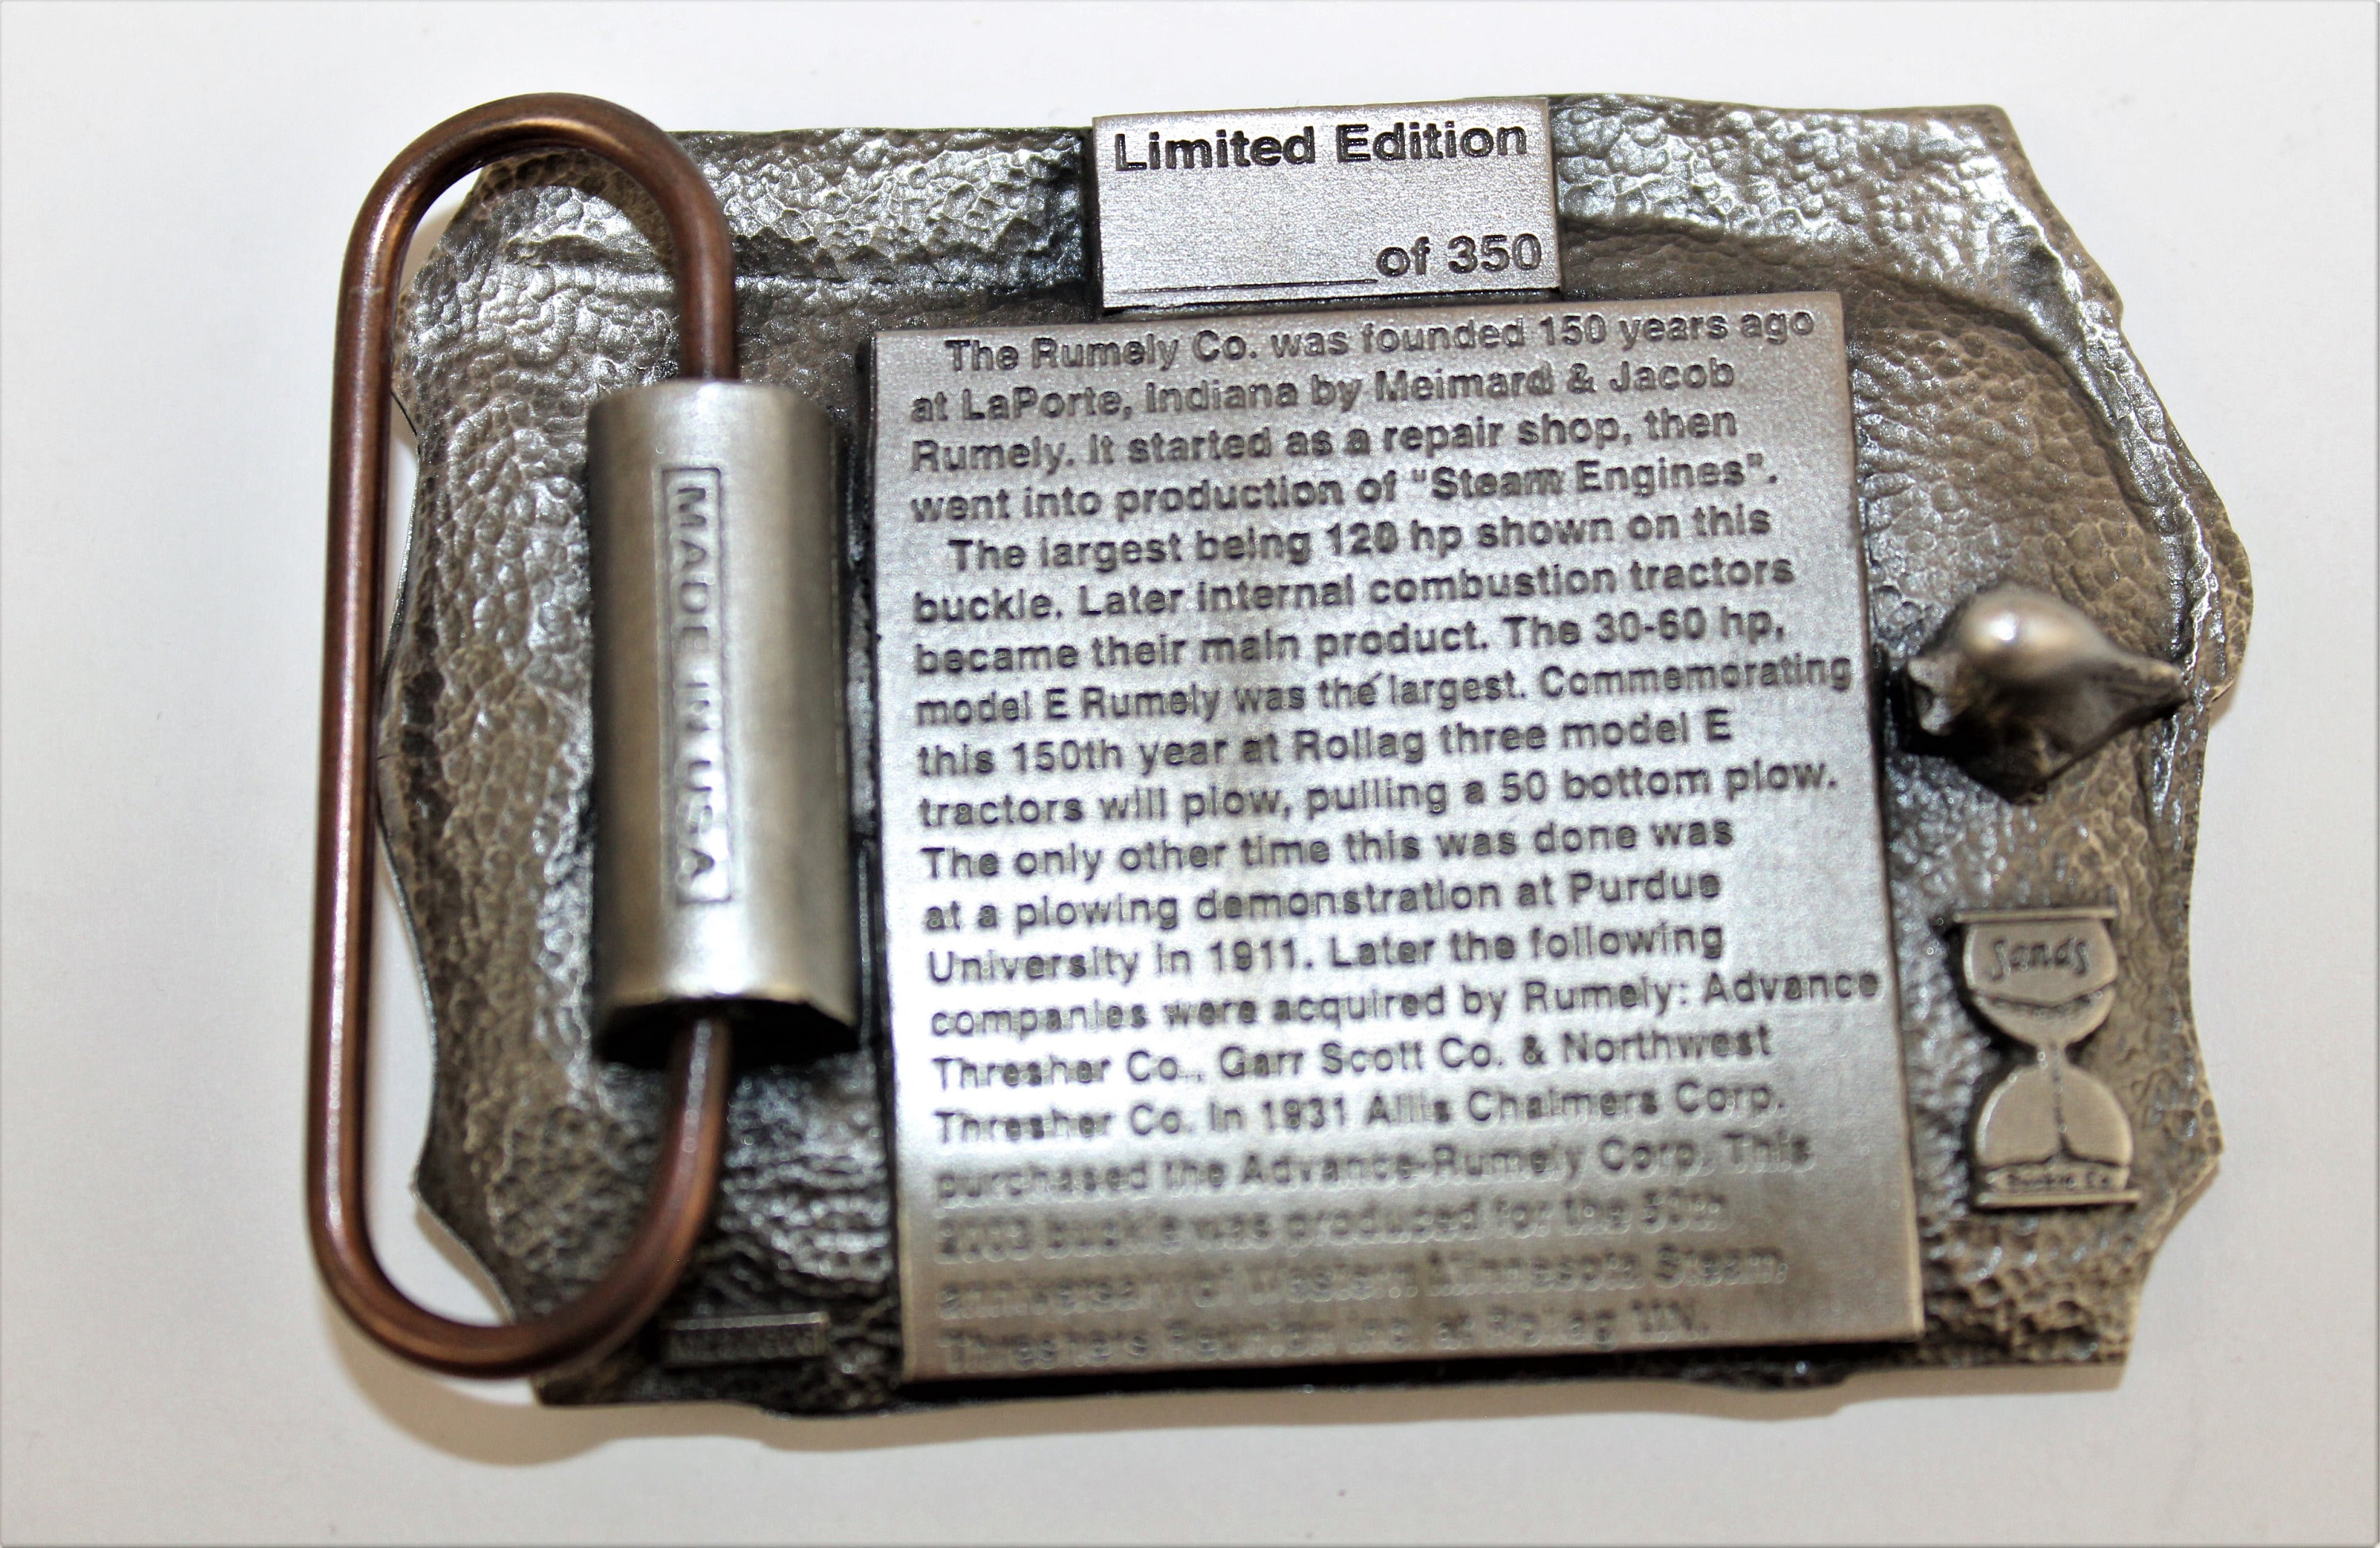 Limited Edition
of 350
MADE IN USA
The Rumely Co. was founded 150 years ago
at LaPorte, Indiana by Meimard & Jacob
Rumely. It started as a repair shop, then
went into production of "Steam Engines".
The largest being 120 hp shown on this
buckle. Later internal combustion tractors
became their main product. The 30-60 hp,
model E Rumely was the largest. Commemorating
this 150th year at Rollag three model E
tractors will plow, pulling a 50 bottom plow.
The only other time this was done was
at a plowing demonstration at Purdue
University in 1911. Later the following
companies were acquired by Rumely: Advance
Thresher Co., Garr Scott Co. & Northwest
Thresher Co. In 1931 Allis Chalmers Corp.
purchased the Advance-Rumely Corp. This
2003 buckle was produced for the 50th
anniversary of Western Minnesota Steam
Threshers Reunion Inc. at Rollag MN.
Sands
Buckle Co.